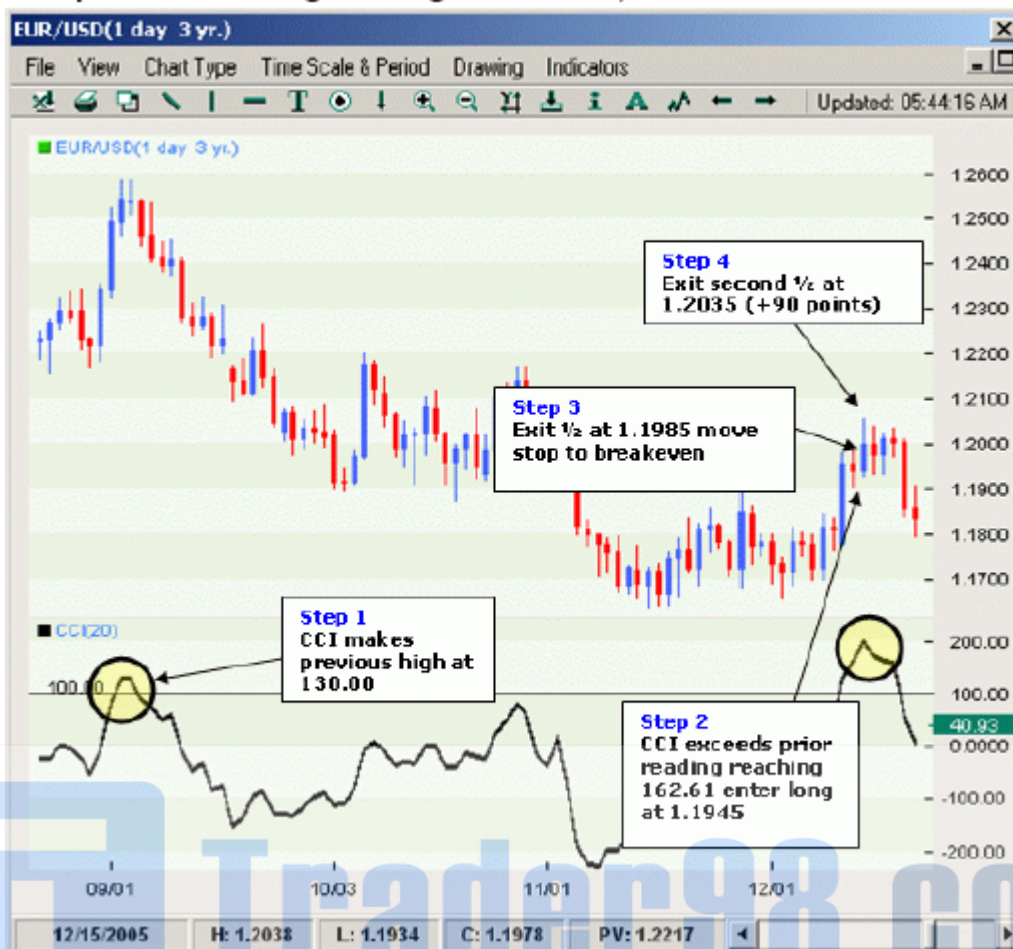 EUR/USD(1 day 3 yr.)
File View Chart Type Time Scale & Period Drawing Indicators
T i A Updated: 05:44:16 AM
EUR/USD(1 day 3 yr.)
1.2600
1.2500
1.2400
1.2300
1.2200
1.2100
1.2000
1.1900
1.1800
1.1700
Step 4
Exit second ½ at
1.2035 (+90 points)
Step 3
Exit ½ at 1.1985 move
stop to breakeven
CCI(20)
Step 1
CCI makes
previous high at
130.00
100.00
200.00
100.00
40.93
0.0000
-100.00
-200.00
Step 2
CCI exceeds prior
reading reaching
162.61 enter long
at 1.1945
09/01 10/03 11/01 12/01
Trader98
12/15/2005 H: 1.2038 L: 1.1934 C: 1.1978 PV: 1.2217